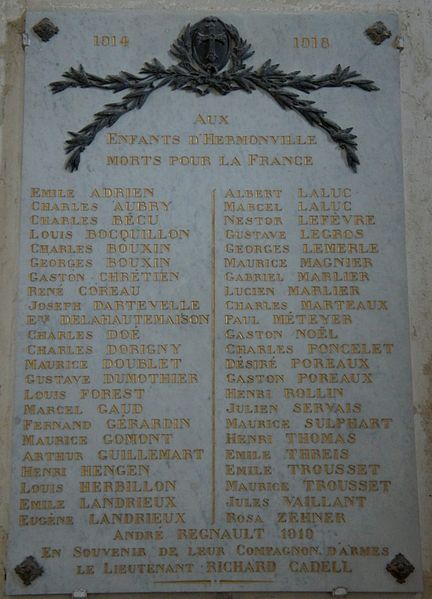 1914 1918
AUX
ENFANTS D'HERMONVILLE
MORTS POUR LA FRANCE
EMILE ADRIEN
CHARLES AUBRY
CHARLES BÉCU
LOUIS BOCQUILLON
CHARLES BOUXIN
GEORGES BOUXIN
GASTON CHRÉTIEN
RENÉ COREAU
JOSEPH DARTEVELLE
DELAHAUTEMAISON
CHARLES DOÉ
CHARLES DORIGNY
MAURICE DOUBLET
GUSTAVE DUMOTHIER
LOUIS FOREST
MARCEL GAUD
FERNAND GÉRARDIN
MAURICE GOMONT
ARTHUR GUILLEMART
HENRI HENGEN
LOUIS HERBILLON
EMILE LANDRIEUX
EUGÈNE LANDRIEUX
ALBERT LALUC
MARCEL LALUC
NESTOR LEFÈVRE
GUSTAVE LEGROS
GEORGES LEMERLE
MAURICE MAGNIER
GABRIEL MARLIER
LUCIEN MARLIER
CHARLES MARTEAUX
PAUL MÉTEYER
GASTON NOËL
CHARLES PONCELET
DÉSIRÉ POREAUX
GASTON POREAUX
HENRI ROLLIN
JULIEN SERVAIS
MAURICE SULPHART
HENRI THOMAS
EMILE THREIS
EMILE TROUSSET
MAURICE TROUSSET
JULES VAILLANT
ROSA ZEHNER
ANDRÉ REGNAULT 1919
EN SOUVENIR DE LEUR COMPAGNON D'ARMES
LE LIEUTENANT RICHARD CADELL